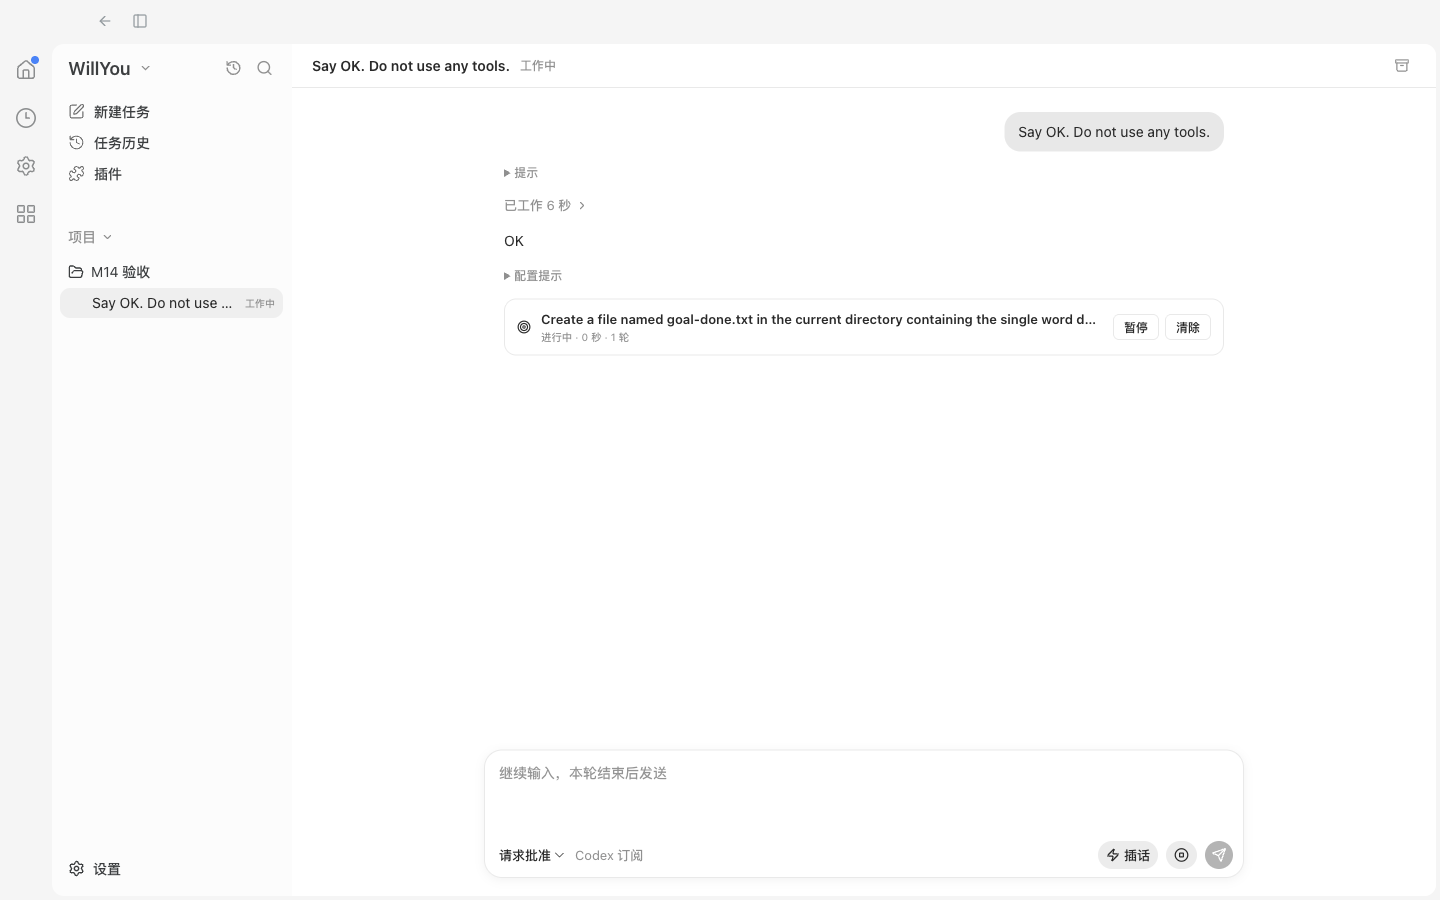 WillYou
新建任务
任务历史
插件
项目
M14 验收
Say OK. Do not use ... 工作中
设置
Say OK. Do not use any tools. 工作中
Say OK. Do not use any tools.
提示
已工作 6 秒
OK
配置提示
Create a file named goal-done.txt in the current directory containing the single word d...
进行中 · 0 秒 · 1 轮
暂停 清除
继续输入，本轮结束后发送
请求批准 Codex 订阅 插话